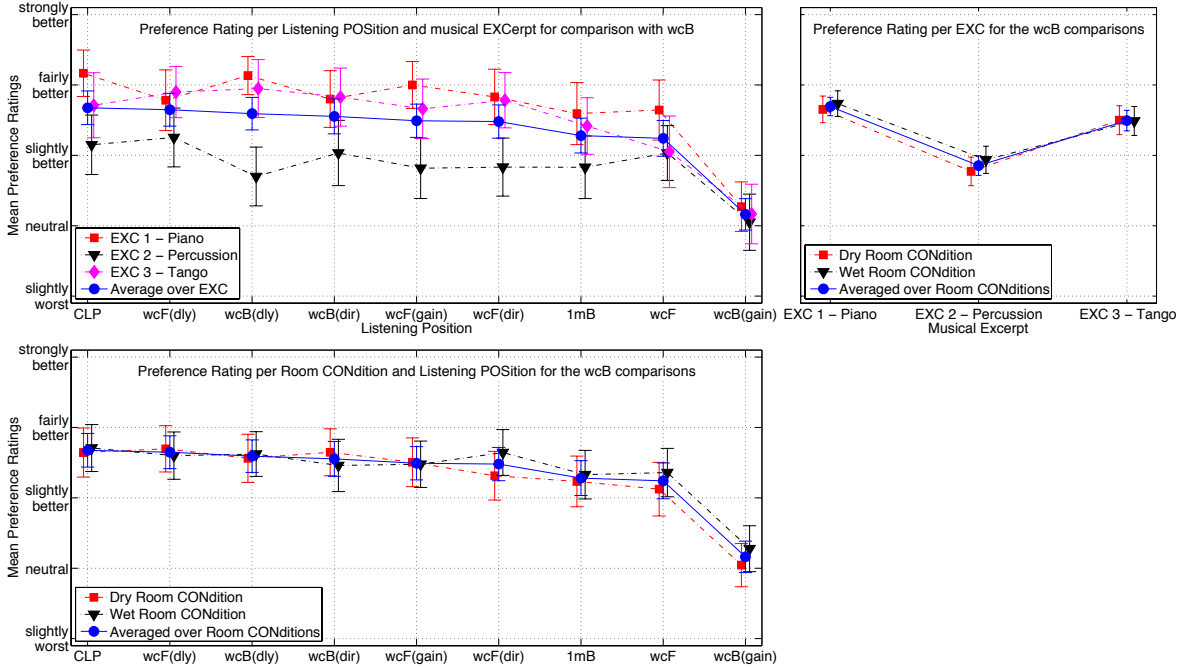 Preference Rating per Listening POSition and musical EXCerpt for comparison with wcB
Mean Preference Ratings
strongly
better
fairly
better
slightly
better
neutral
slightly
worst
EXC 1 − Piano
EXC 2 − Percussion
EXC 3 − Tango
Average over EXC
CLP
wcF(dly)
wcB(dly)
wcB(dir)
wcF(gain)
wcF(dir)
1mB
wcF
wcB(gain)
Listening Position
Preference Rating per EXC for the wcB comparisons
Dry Room CONdition
Wet Room CONdition
Averaged over Room CONditions
EXC 1 − Piano
EXC 2 − Percussion
EXC 3 − Tango
Musical Excerpt
Preference Rating per Room CONdition and Listening POSition for the wcB comparisons
Mean Preference Ratings
strongly
better
fairly
better
slightly
better
neutral
slightly
worst
Dry Room CONdition
Wet Room CONdition
Averaged over Room CONditions
CLP
wcF(dly)
wcB(dly)
wcB(dir)
wcF(gain)
wcF(dir)
1mB
wcF
wcB(gain)